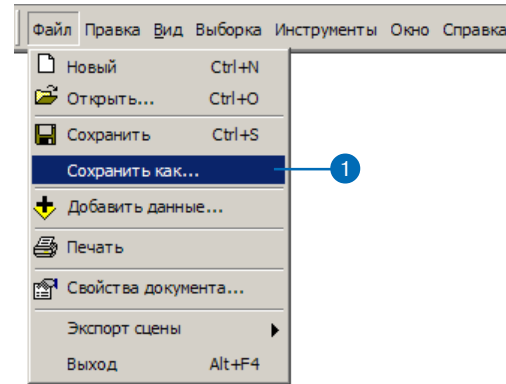 Файл Правка Вид Выборка Инструменты Окно Справка
Новый Ctrl+N
Открыть... Ctrl+O
Сохранить Ctrl+S
Сохранить как... 1
Добавить данные...
Печать
Свойства документа...
Экспорт сцены
Выход Alt+F4